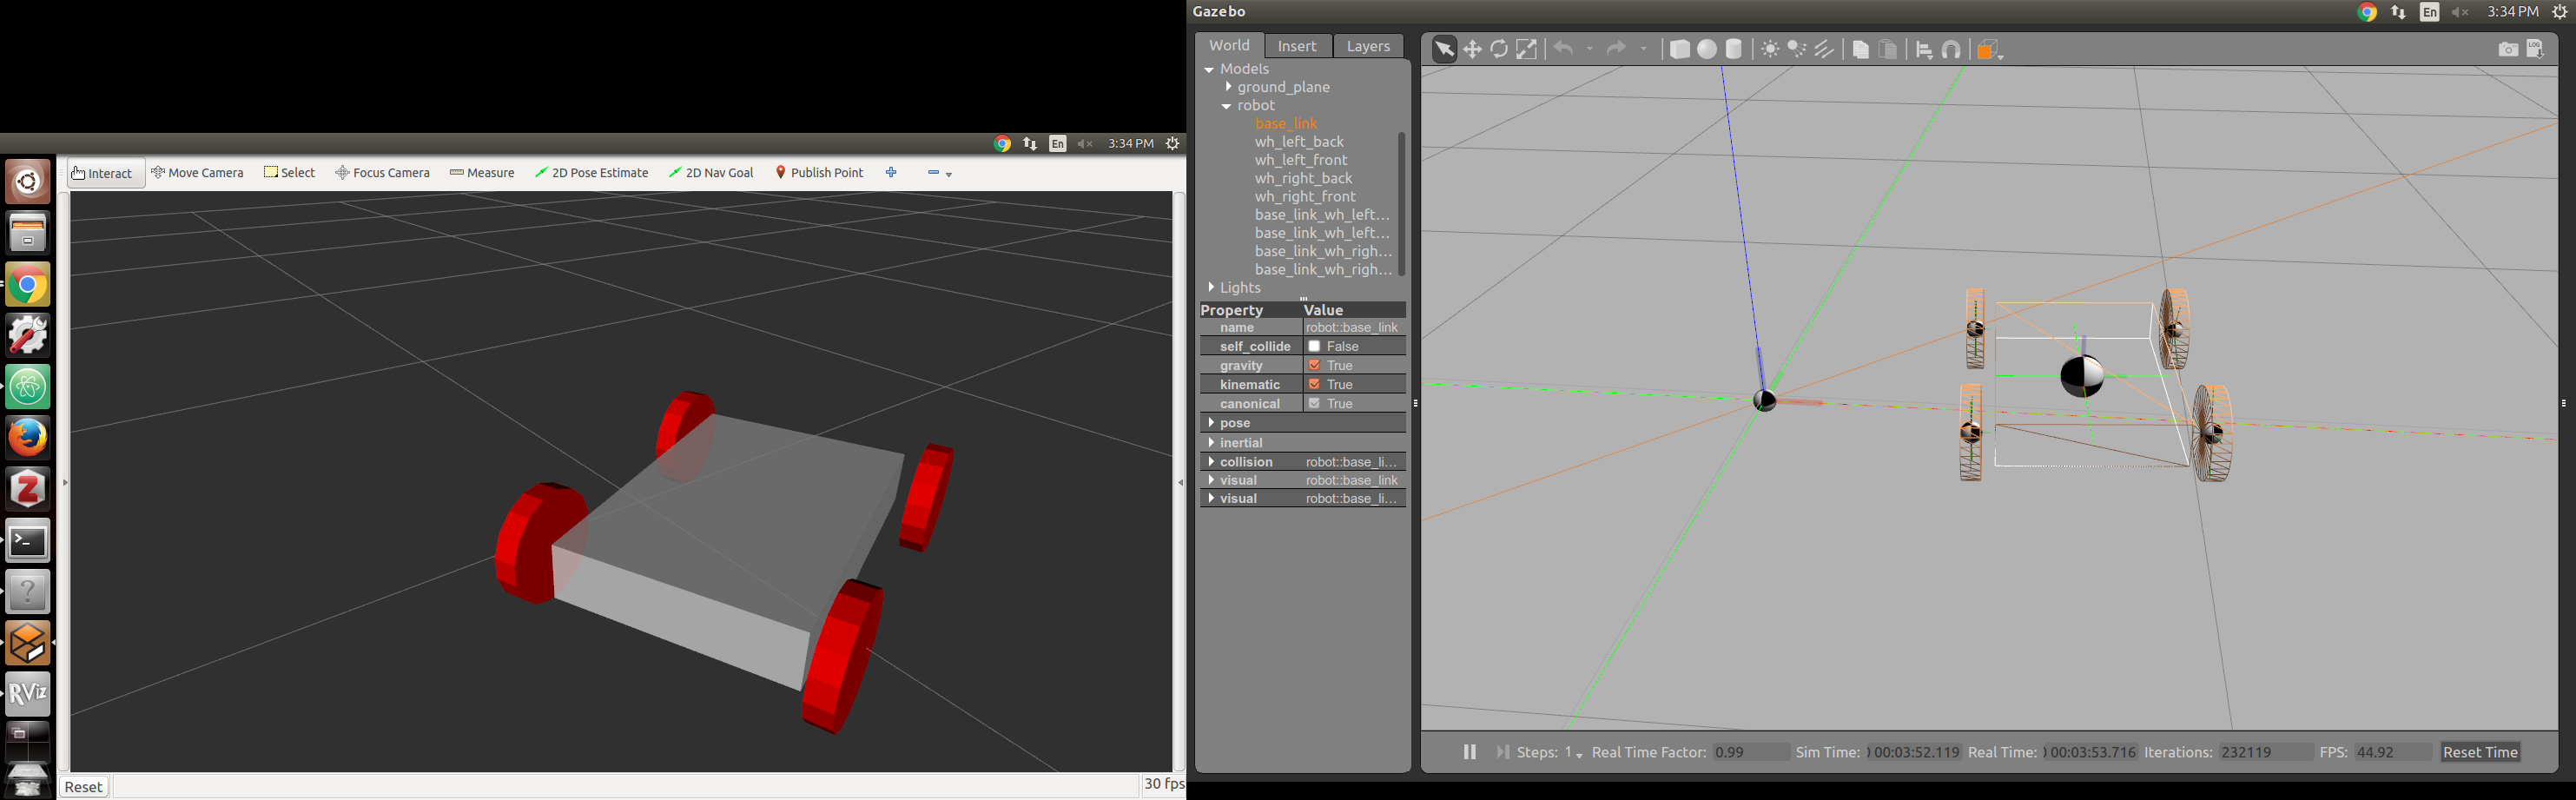 En 3:34 PM
Interact Move Camera Select Focus Camera Measure 2D Pose Estimate 2D Nav Goal Publish Point
RViz
Reset
30 fps
Gazebo
En 3:34 PM
World Insert Layers
Models
ground_plane
robot
base_link
wh_left_back
wh_left_front
wh_right_back
wh_right_front
base_link_wh_left...
base_link_wh_left...
base_link_wh_righ...
base_link_wh_righ...
Lights
Property Value
name robot::base_link
self_collide False
gravity True
kinematic True
canonical True
pose
inertial
collision robot::base_li...
visual robot::base_link
visual robot::base_li...
LOG
Steps: 1 Real Time Factor: 0.99 Sim Time: 00:03:52.119 Real Time: 00:03:53.716 Iterations: 232119 FPS: 44.92 Reset Time